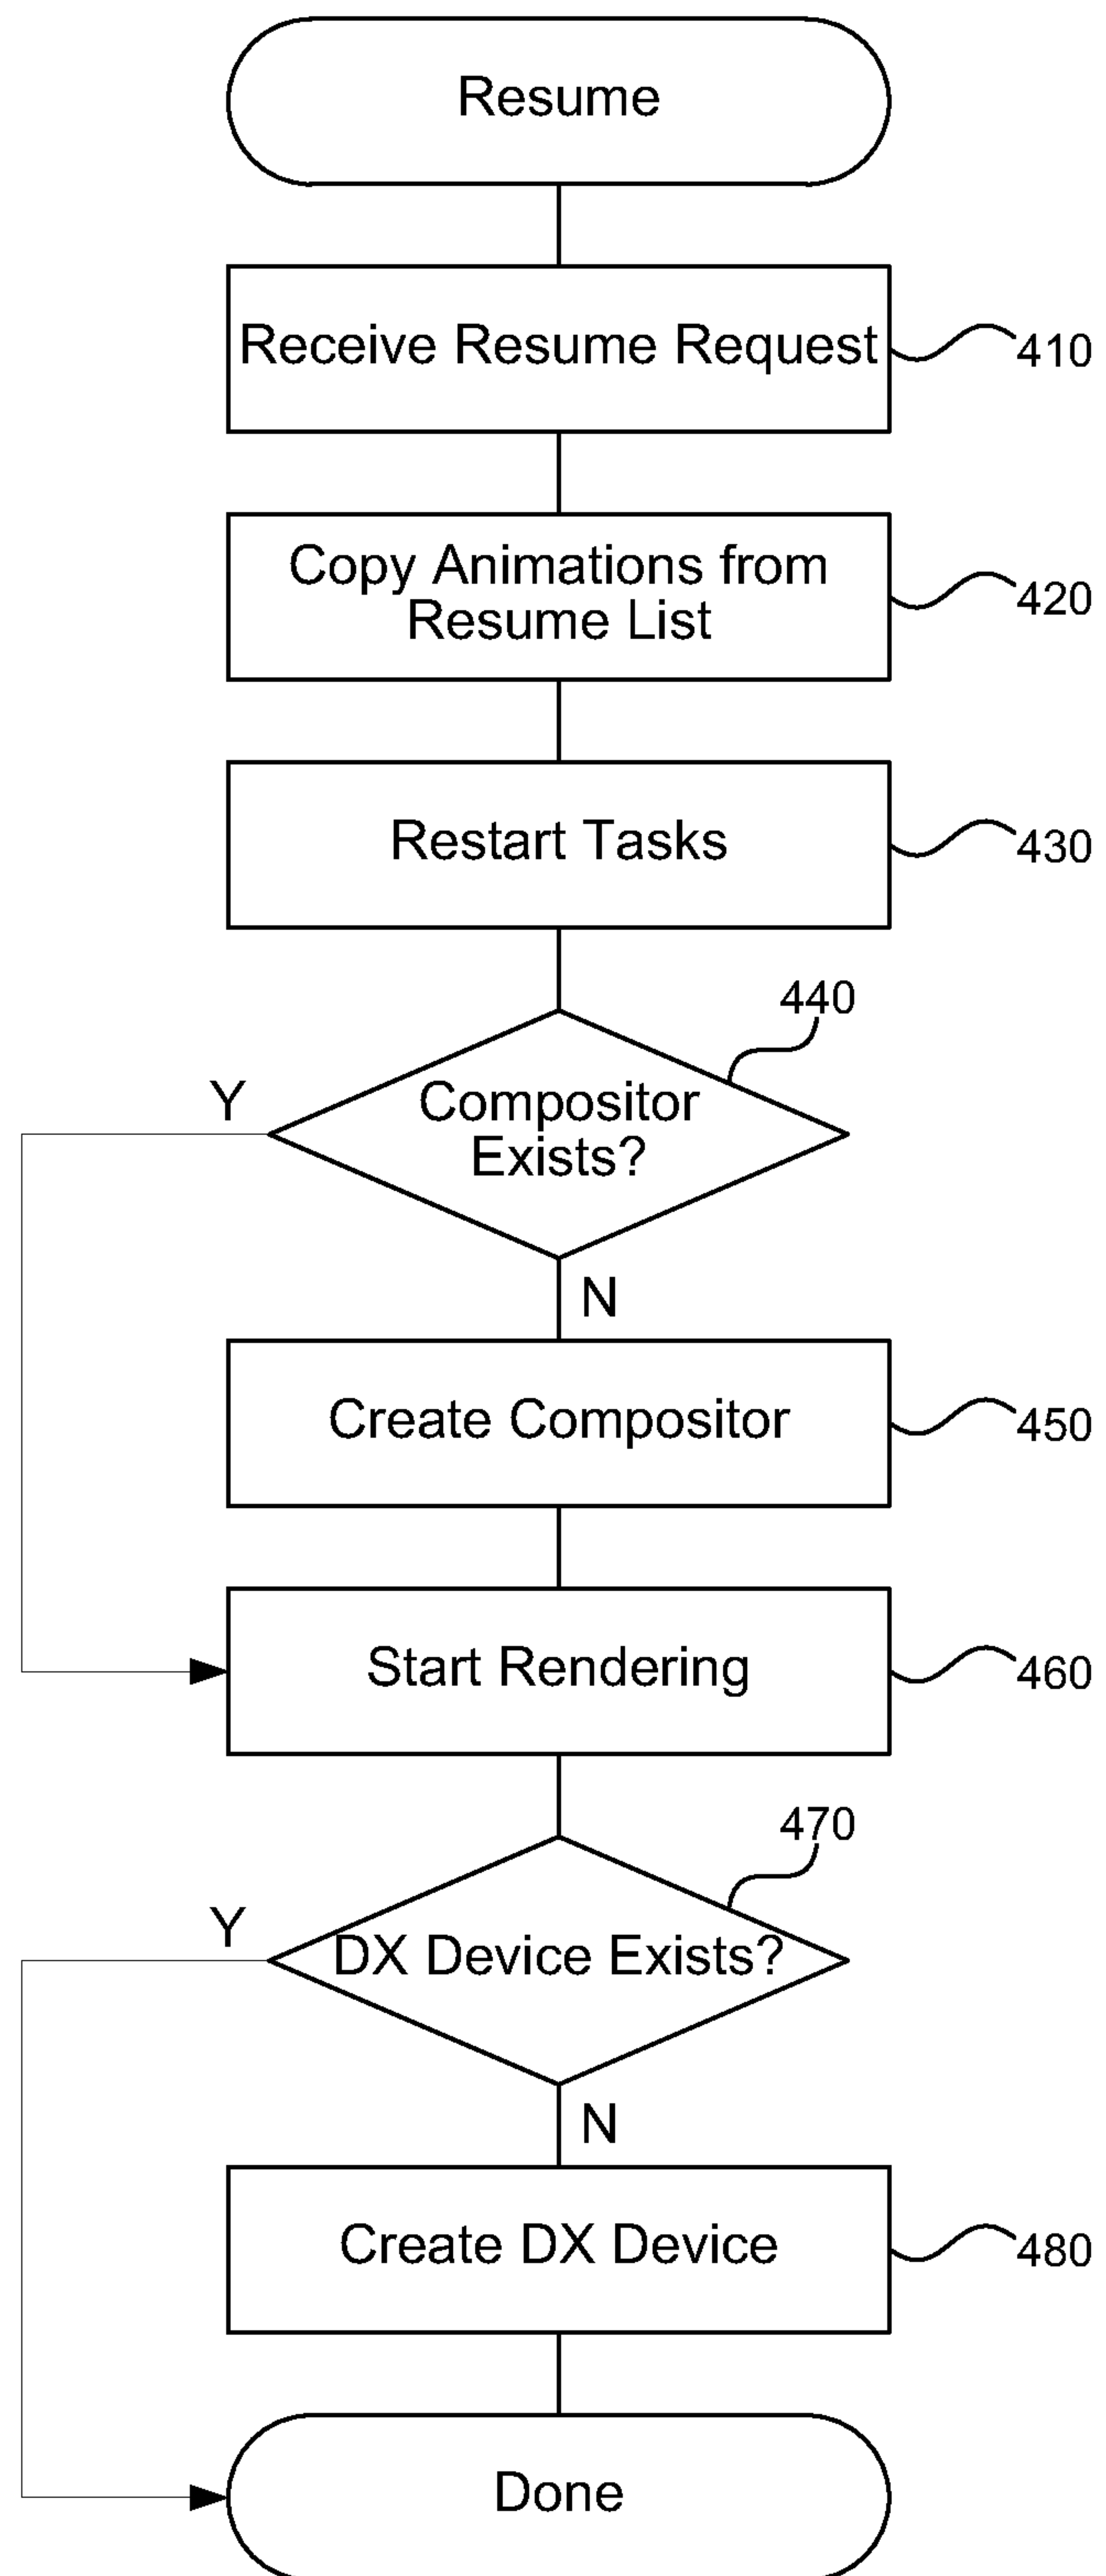 Resume
Receive Resume Request
410
Copy Animations from
Resume List
420
Restart Tasks
430
440
Compositor
Exists?
Y
N
Create Compositor
450
Start Rendering
460
470
DX Device Exists?
Y
N
Create DX Device
480
Done